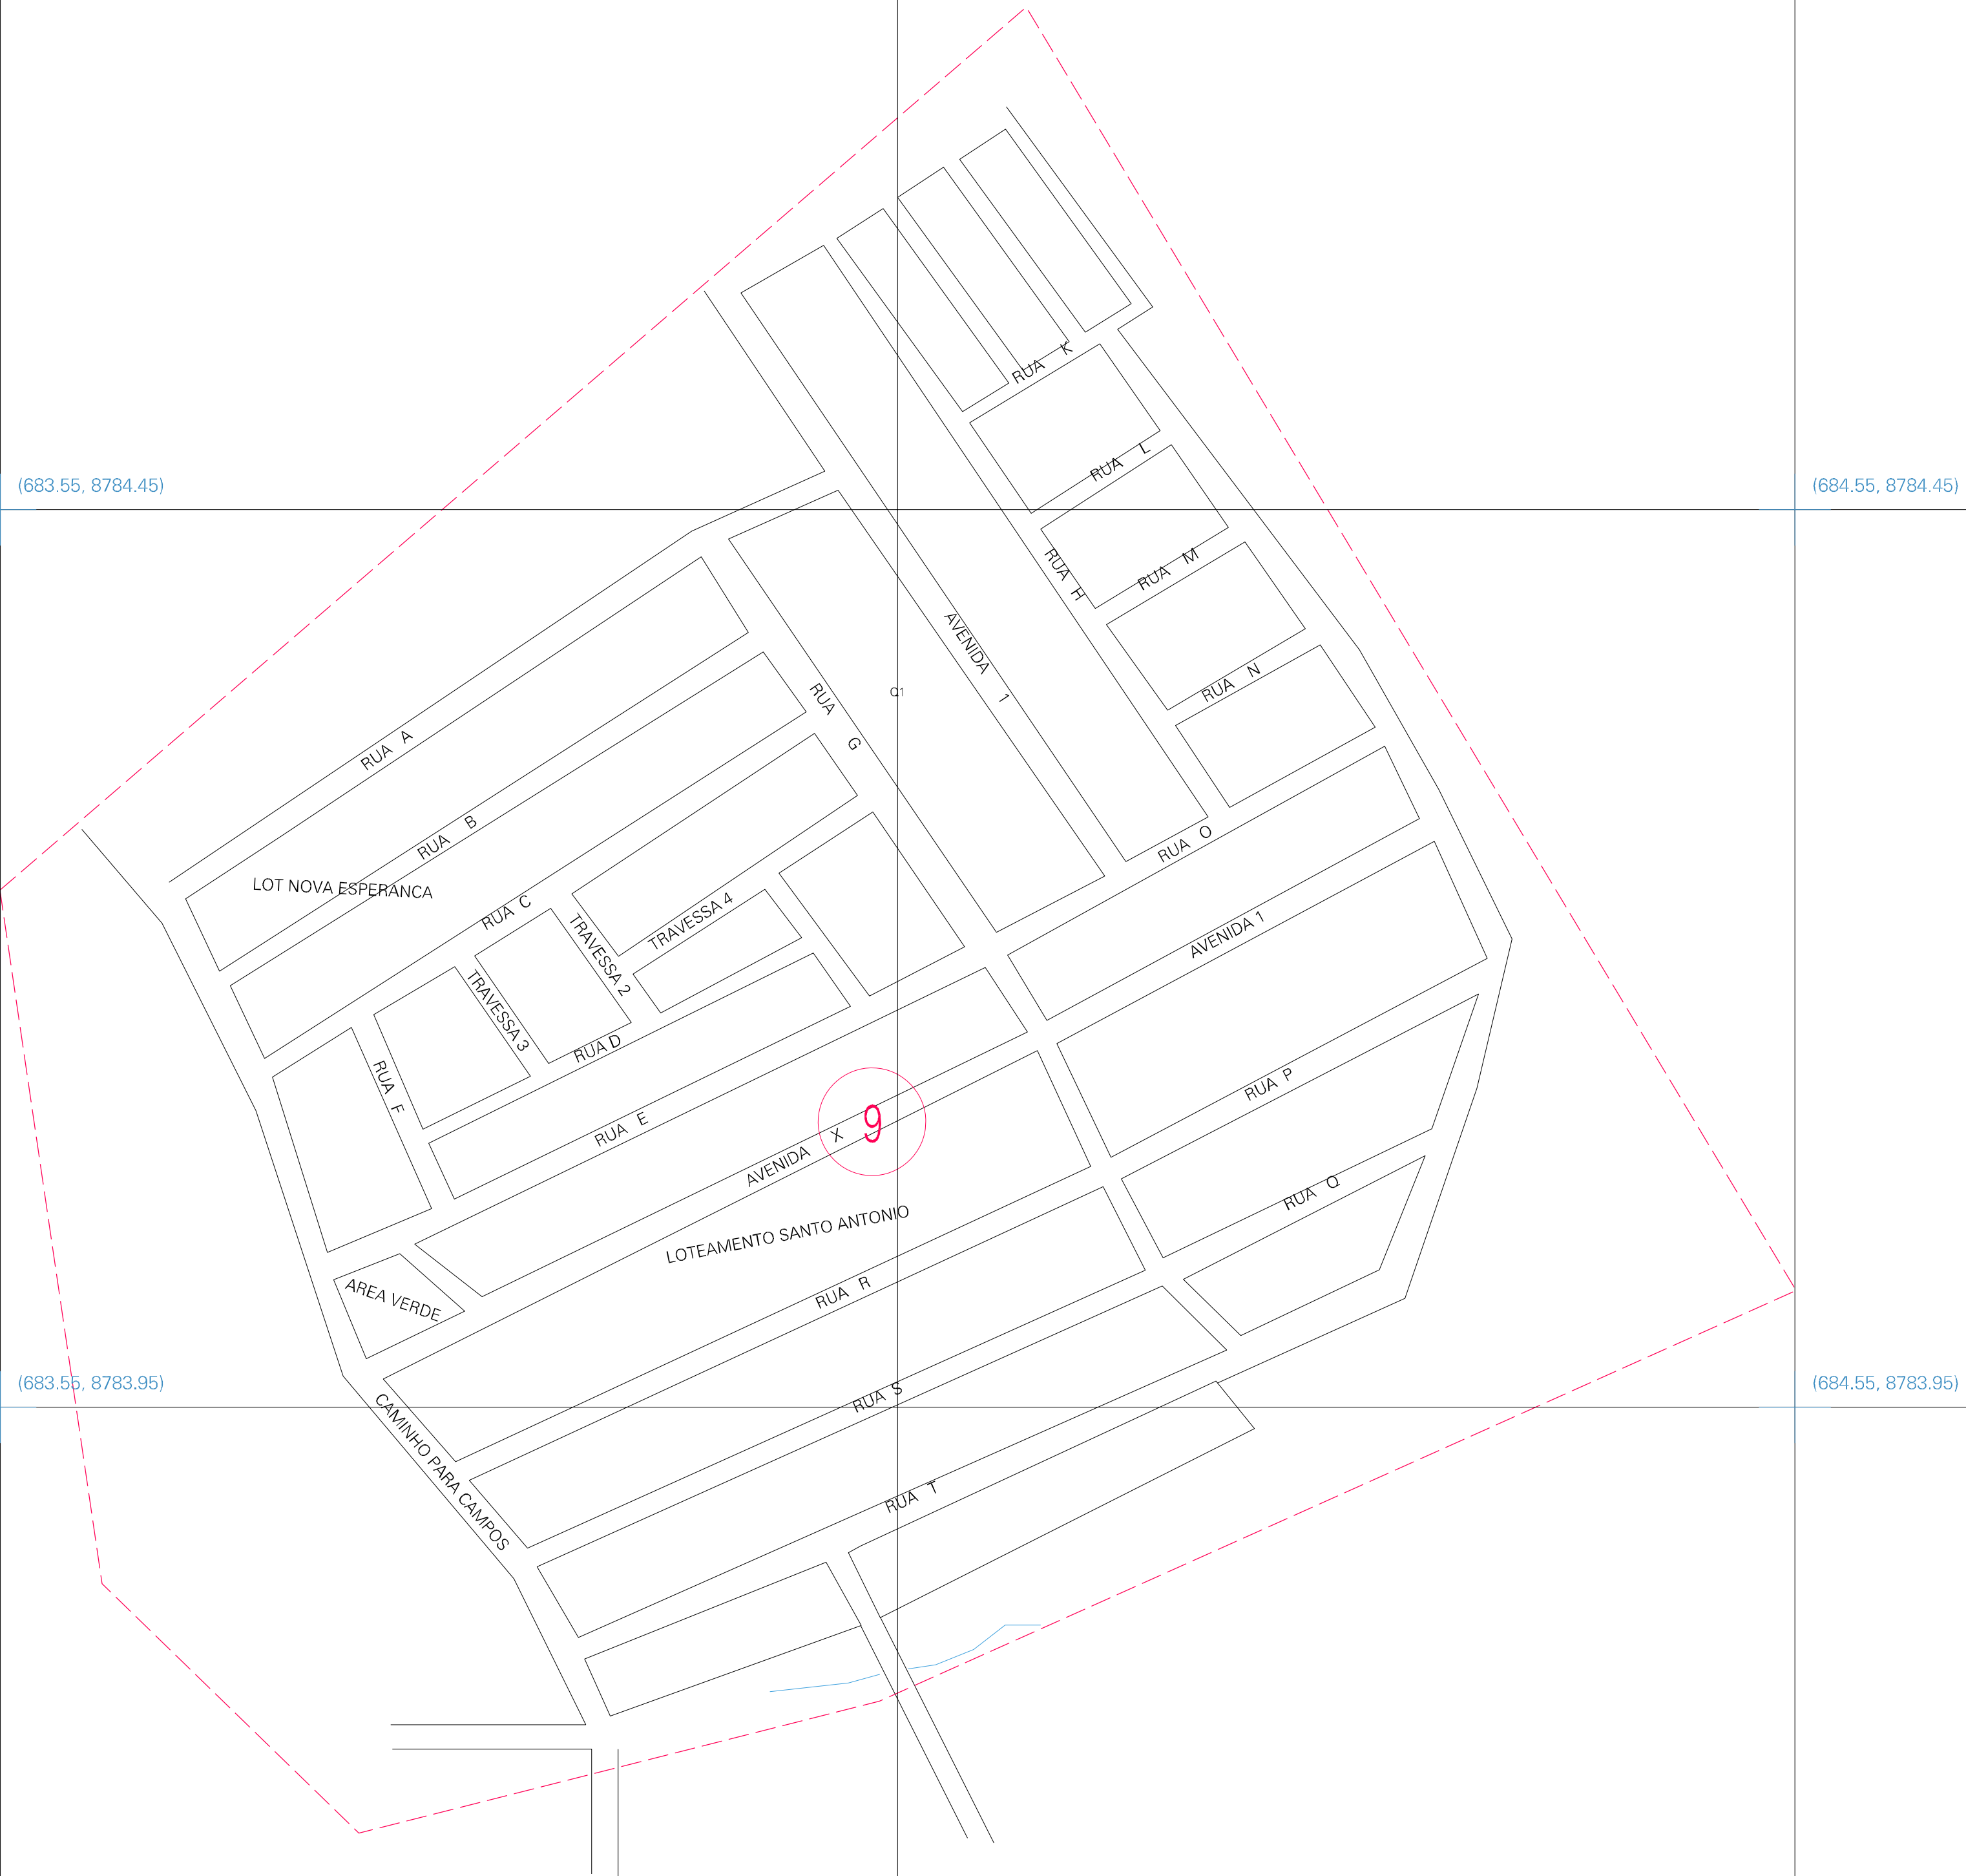 RUA K
RUA L
(683.55, 8784.45)
(684.55, 8784.45)
RUA H
RUA M
AVENIDA 1
RUA N
Q1
RUA G
RUA A
RUA B
RUA O
LOT NOVA ESPERANCA
RUA C
TRAVESSA 4
TRAVESSA 2
AVENIDA 1
TRAVESSA 3
RUA D
RUA F
RUA P
RUA E
9
AVENIDA X
RUA Q
LOTEAMENTO SANTO ANTONIO
AREA VERDE
RUA R
(683.55, 8783.95)
(684.55, 8783.95)
RUA S
CAMINHO PARA CAMPOS
RUA T